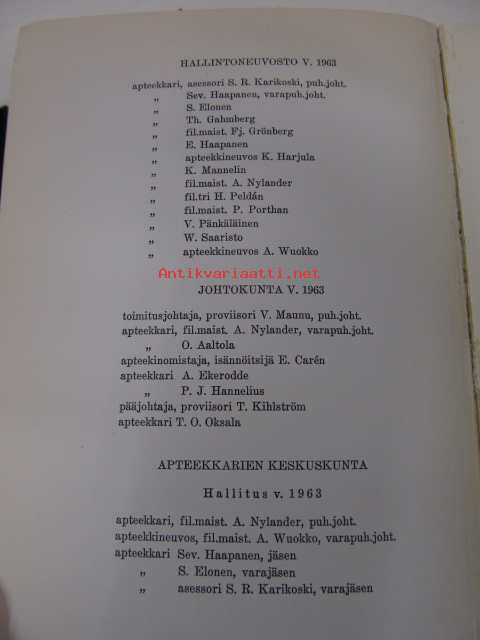 HALLINTONEUVOSTO V. 1963
apteekkari, asessori S. R. Karikoski, puh.joht.
„ Sev. Haapanen, varapuh.joht.
„ S. Elonen
„ Th. Gahmberg
„ fil.maist. Fj. Grönberg
„ E. Haapanen
„ apteekkineuvos K. Harjula
„ K. Mannelin
„ fil.maist. A. Nylander
„ fil.tri H. Peldán
„ fil.maist. P. Porthan
„ V. Pänkäläinen
„ W. Saaristo
„ apteekkineuvos A. Wuokko
Antikvariaatti.net
JOHTOKUNTA V. 1963
toimitusjohtaja, proviisori V. Maunu, puh.joht.
apteekkari, fil.maist. A. Nylander, varapuh.joht.
„ O. Aaltola
apteekinomistaja, isännöitsijä E. Carén
apteekkari A. Ekerodde
„ P. J. Hannelius
pääjohtaja, proviisori T. Kihlström
apteekkari T. O. Oksala
APTEEKKARIEN KESKUSKUNTA
Hallitus v. 1963
apteekkari, fil.maist. A. Nylander, puh.joht.
apteekkineuvos, fil.maist. A. Wuokko, varapuh.joht.
apteekkari Sev. Haapanen, jäsen
„ S. Elonen, varajäsen
„ asessori S. R. Karikoski, varajäsen